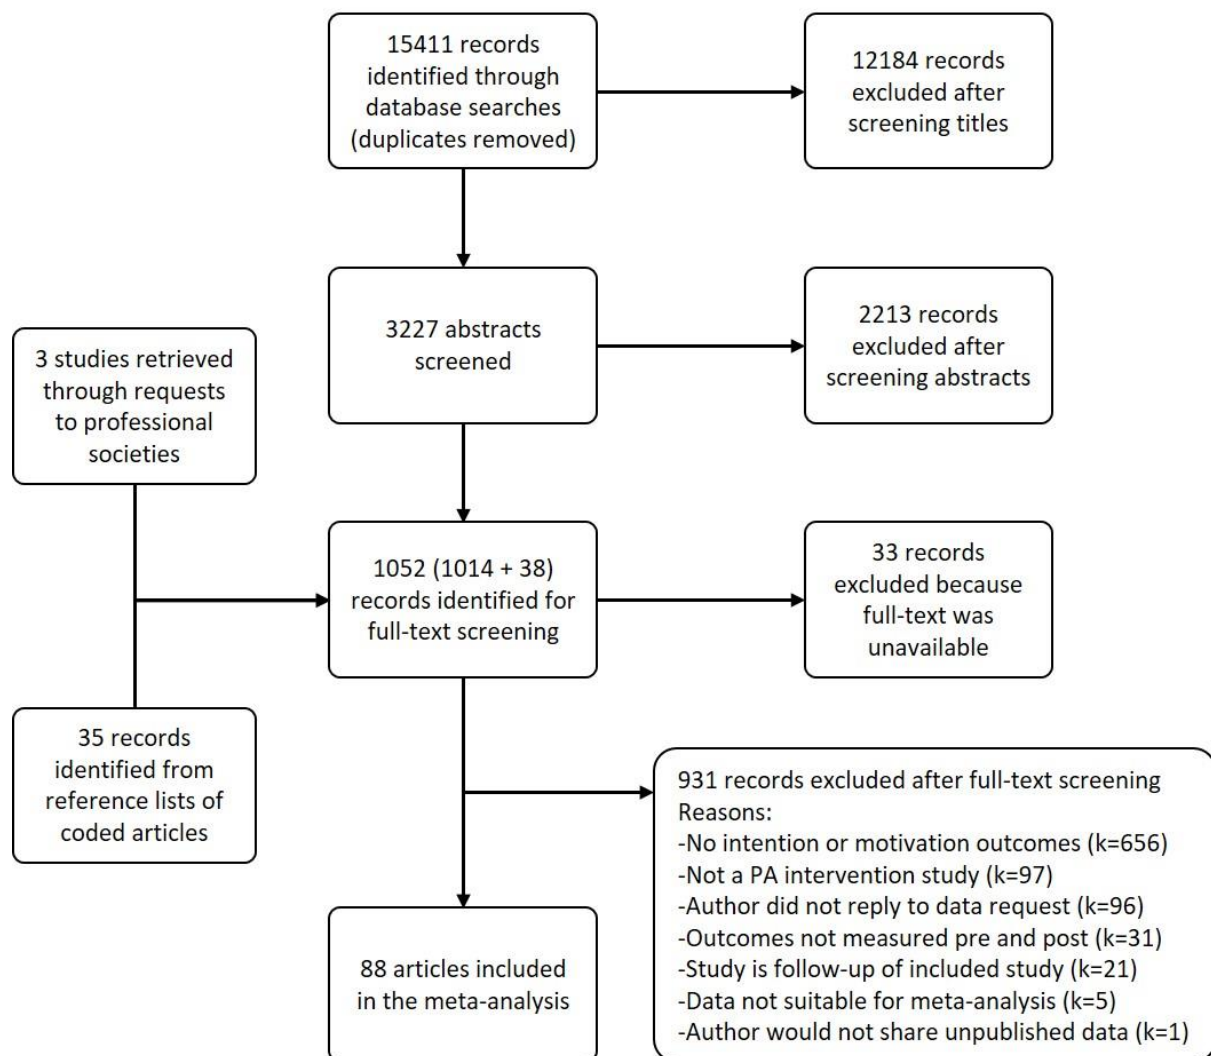 15411 records
identified through
database searches
(duplicates removed)
12184 records
excluded after
screening titles
3227 abstracts
screened
2213 records
excluded after
screening abstracts
3 studies retrieved
through requests
to professional
societies
1052 (1014 + 38)
records identified for
full-text screening
33 records
excluded because
full-text was
unavailable
35 records
identified from
reference lists of
coded articles
931 records excluded after full-text screening
Reasons:
-No intention or motivation outcomes (k=656)
-Not a PA intervention study (k=97)
-Author did not reply to data request (k=96)
-Outcomes not measured pre and post (k=31)
-Study is follow-up of included study (k=21)
-Data not suitable for meta-analysis (k=5)
-Author would not share unpublished data (k=1)
88 articles included
in the meta-analysis